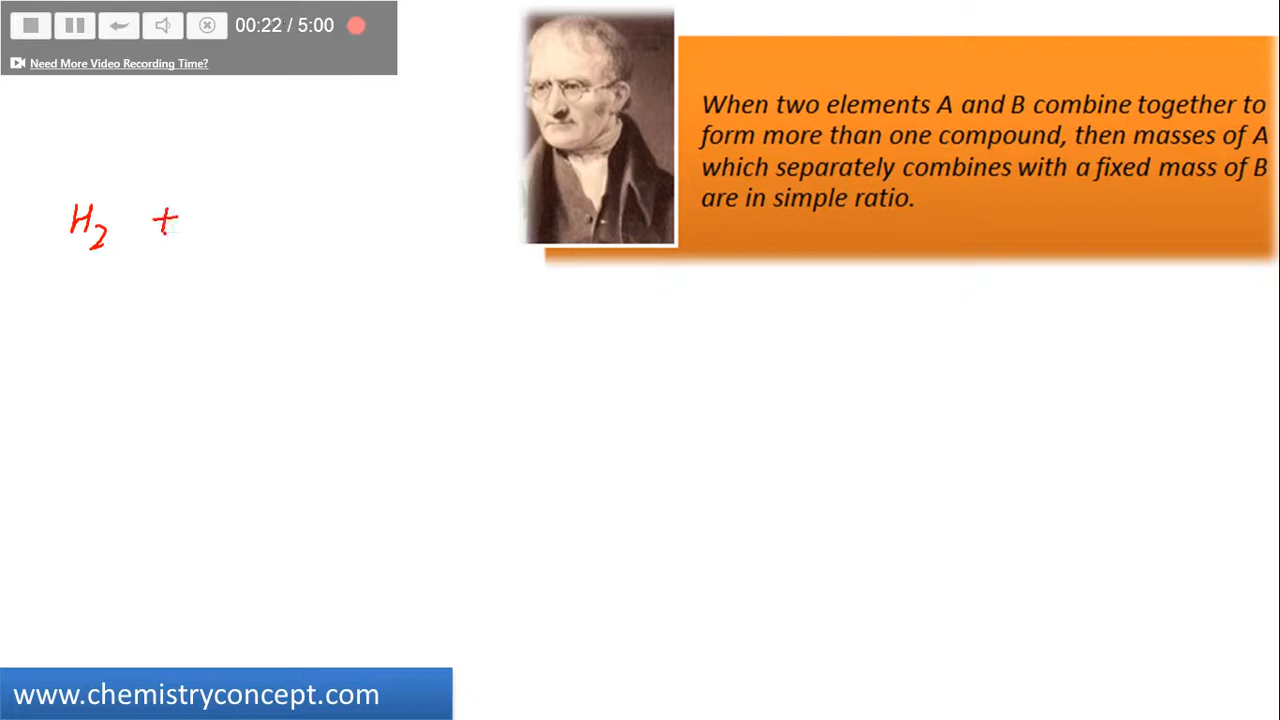 00:22 / 5:00
Need More Video Recording Time?
When two elements A and B combine together to
form more than one compound, then masses of A
which separately combines with a fixed mass of B
are in simple ratio.
H₂ +
www.chemistryconcept.com